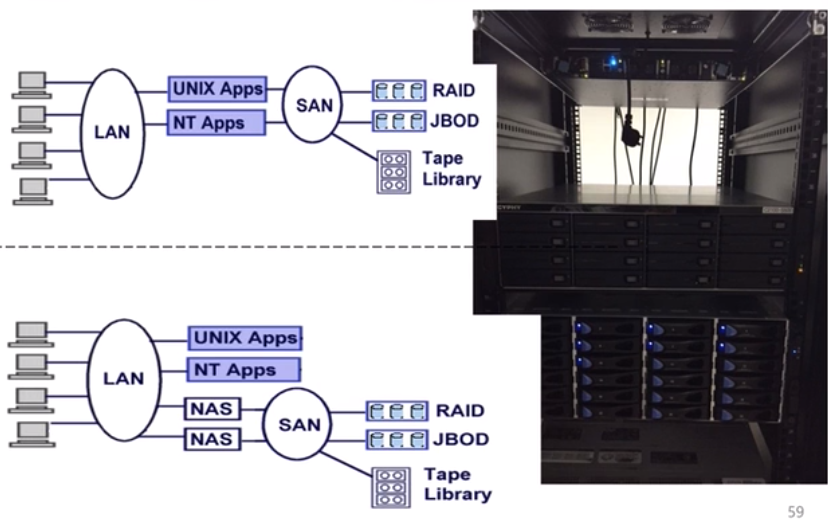 UNIX Apps
NT Apps
LAN
SAN
RAID
JBOD
Tape
Library
UNIX Apps
NT Apps
LAN
NAS
NAS
SAN
RAID
JBOD
Tape
Library
59